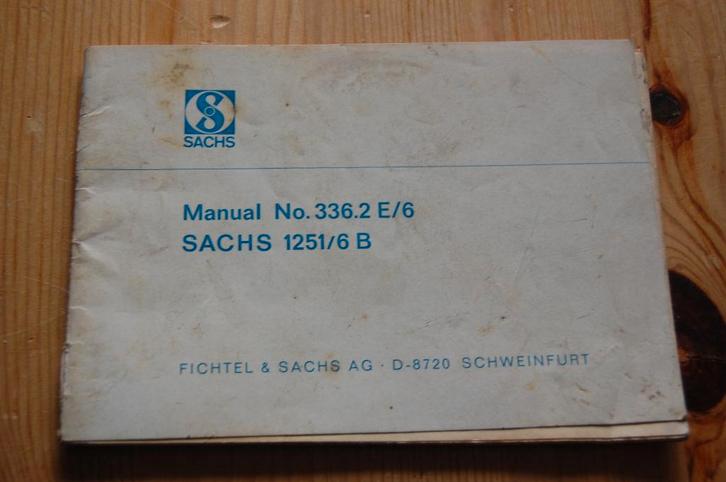 SACHS
Manual No. 336.2 E/6
SACHS 1251/6 B
FICHTEL & SACHS AG · D-8720 SCHWEINFURT